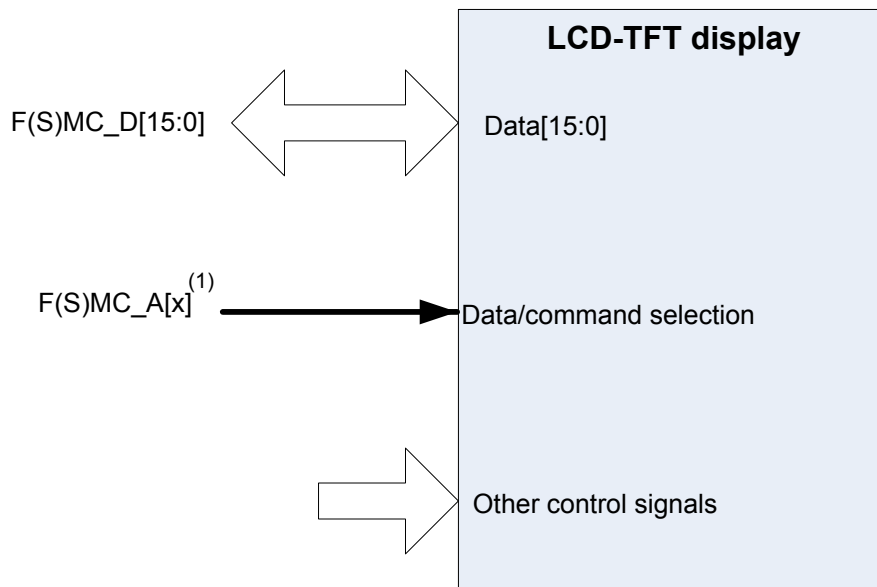 LCD-TFT display
F(S)MC_D[15:0]
Data[15:0]
F(S)MC_A[x](1)
Data/command selection
Other control signals